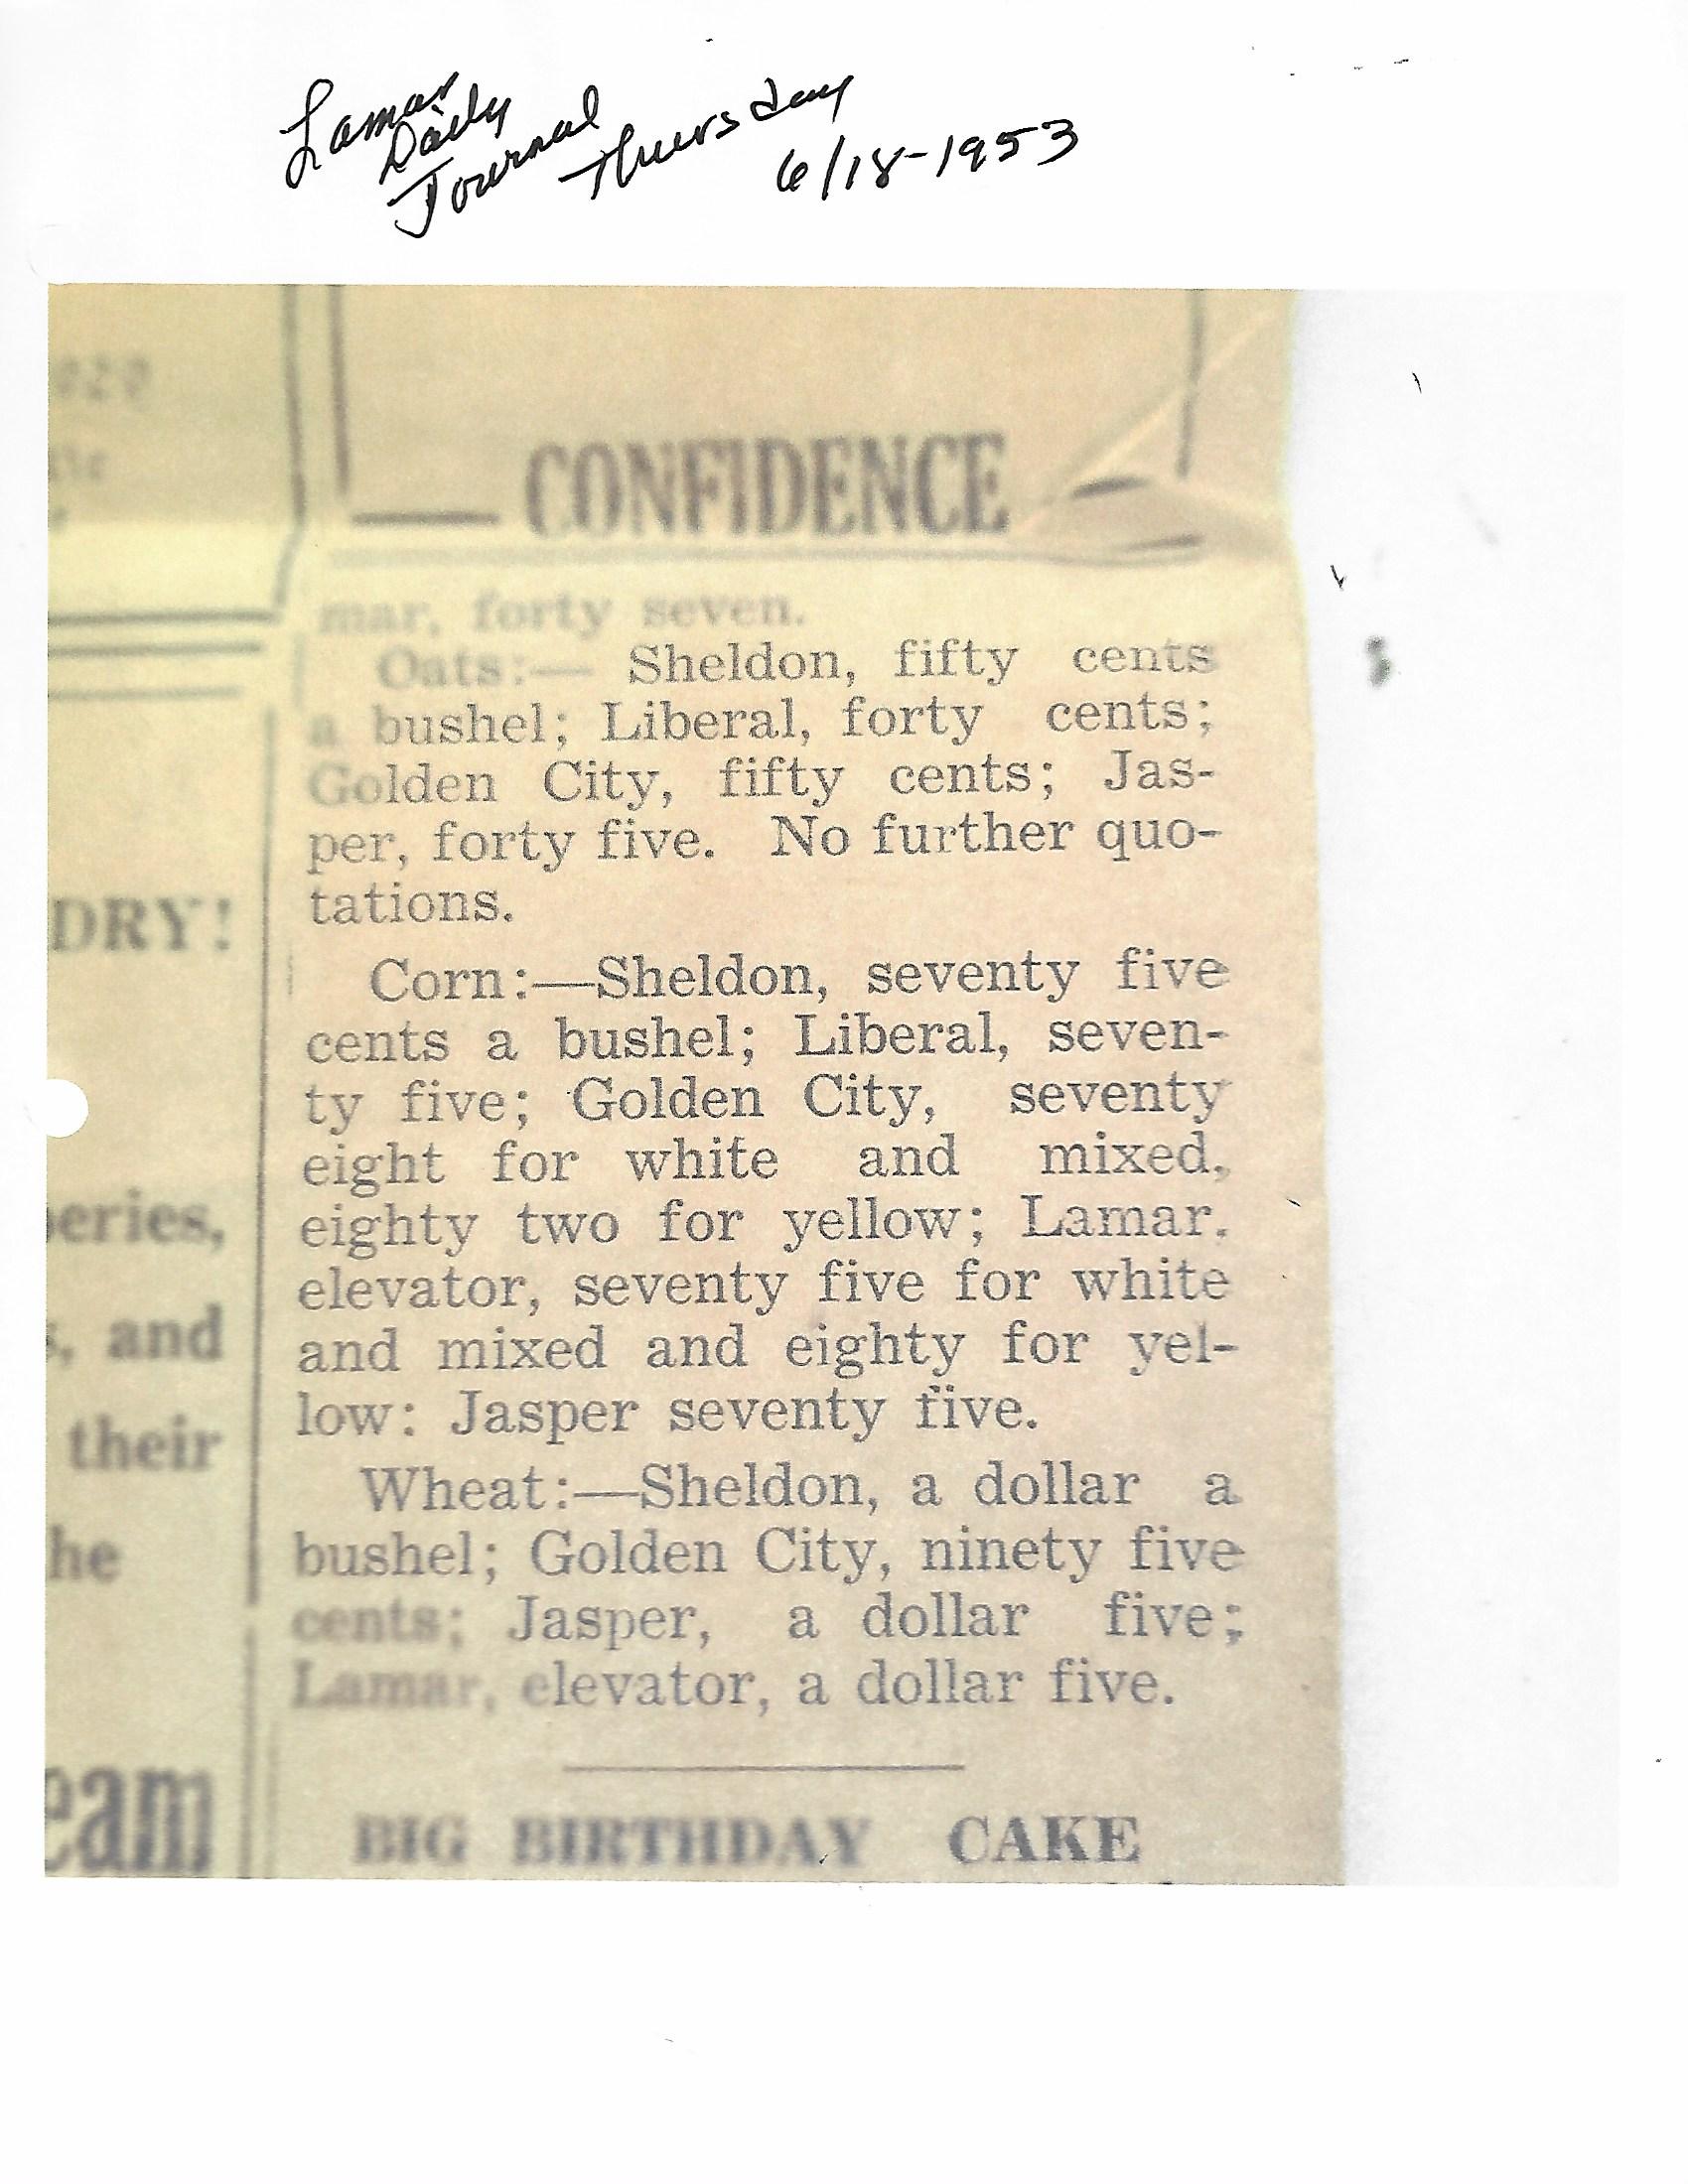 Lamar
Daily
Journal
Thursday
6/18-1953
020
CONFIDENCE
mar, forty seven.
Oats:— Sheldon, fifty cents
a bushel; Liberal, forty cents;
Golden City, fifty cents; Jas-
per, forty five. No further quo-
tations.
Corn:—Sheldon, seventy five
cents a bushel; Liberal, seven-
ty five; Golden City, seventy
eight for white and mixed,
eighty two for yellow; Lamar.
elevator, seventy five for white
and mixed and eighty for yel-
low: Jasper seventy five.
Wheat:—Sheldon, a dollar a
bushel; Golden City, ninety five
cents; Jasper, a dollar five;
Lamar, elevator, a dollar five.
BIG BIRTHDAY CAKE
DRY!
eries,
s, and
their
he
eam